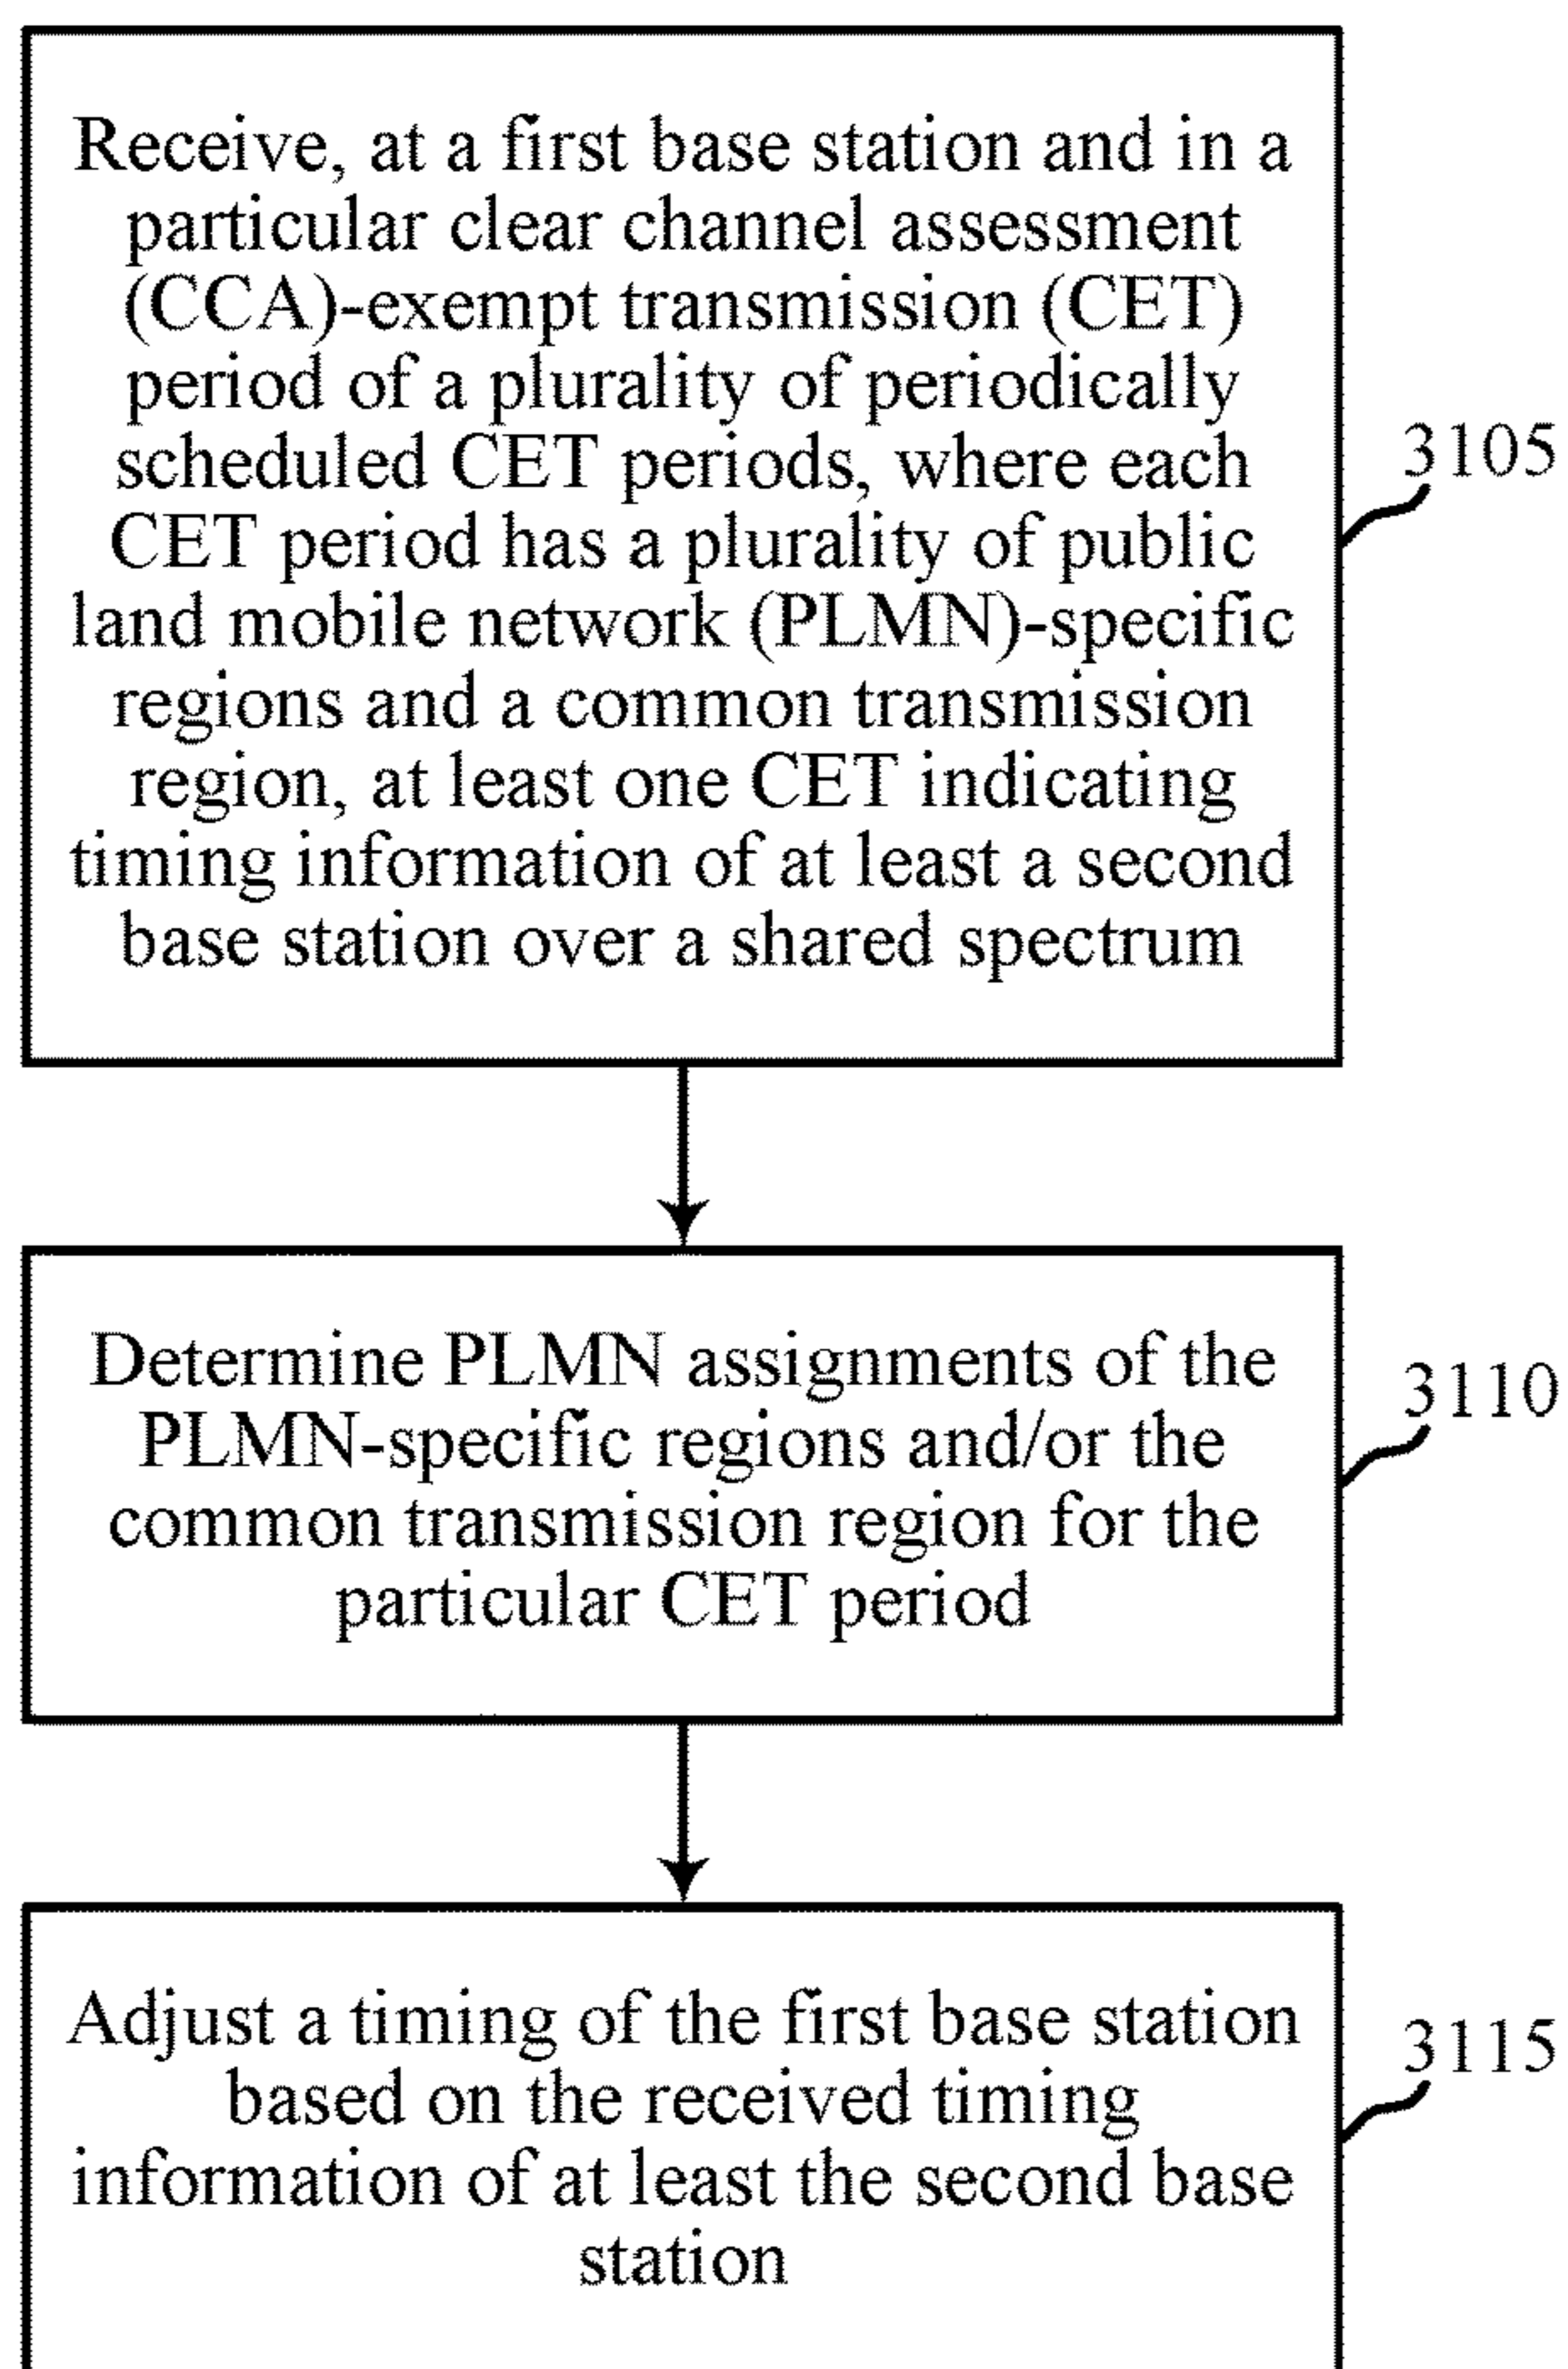 Receive, at a first base station and in a
particular clear channel assessment
(CCA)-exempt transmission (CET)
period of a plurality of periodically
scheduled CET periods, where each
CET period has a plurality of public
land mobile network (PLMN)-specific
regions and a common transmission
region, at least one CET indicating
timing information of at least a second
base station over a shared spectrum
3105
Determine PLMN assignments of the
PLMN-specific regions and/or the
common transmission region for the
particular CET period
3110
Adjust a timing of the first base station
based on the received timing
information of at least the second base
station
3115